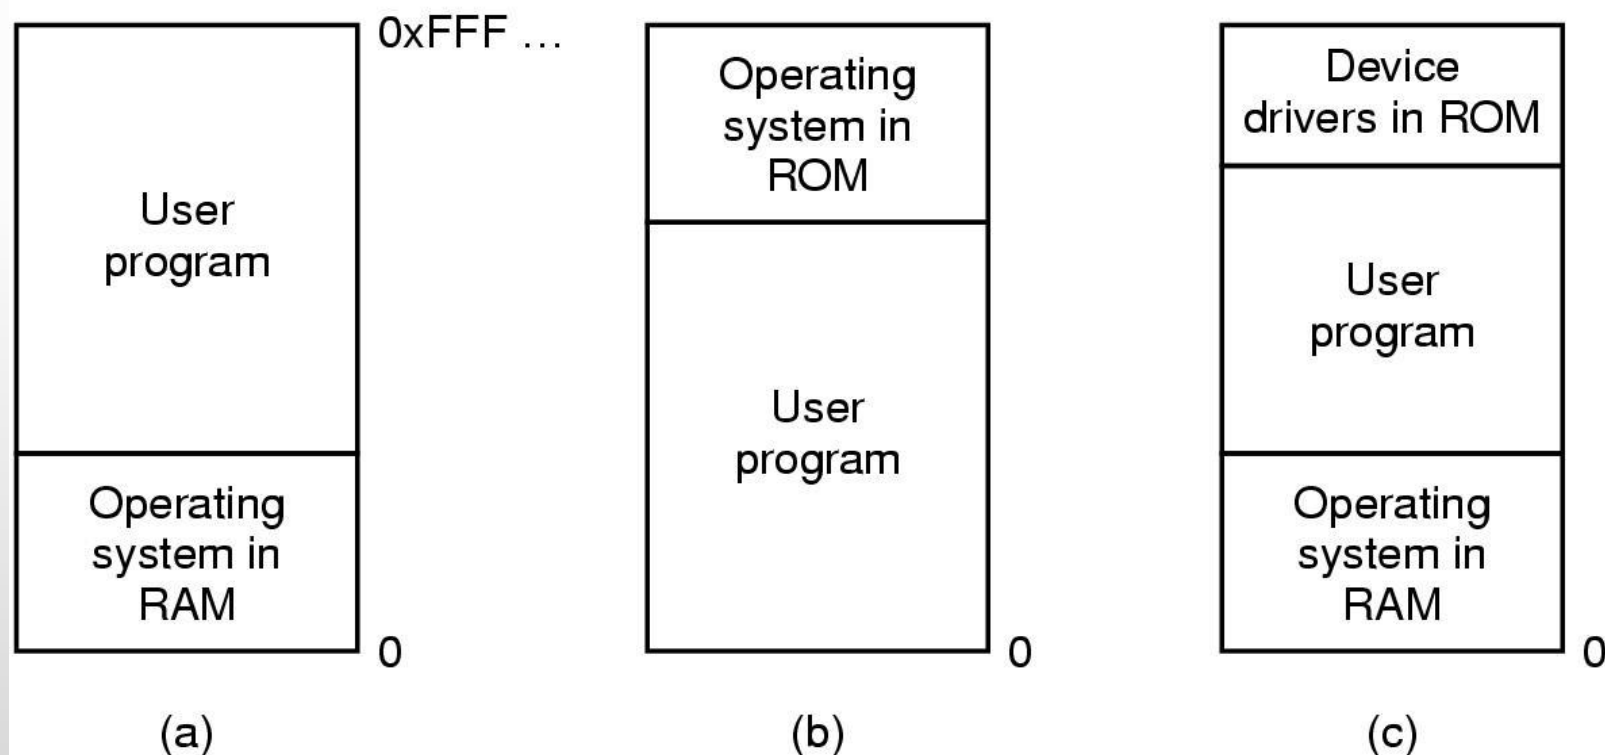 0xFFF ...
User
program
Operating
system in
RAM
0
(a)
Operating
system in
ROM
User
program
0
(b)
Device
drivers in ROM
User
program
Operating
system in
RAM
0
(c)